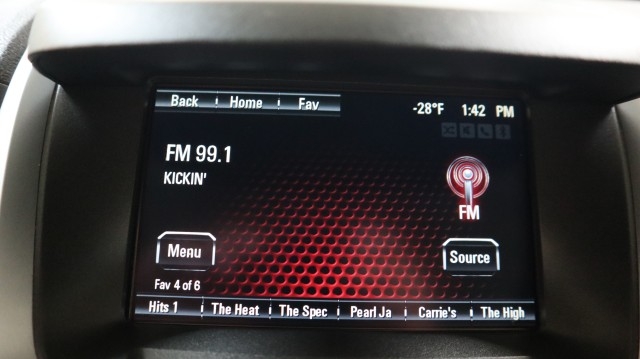 Back Home Fav -28°F 1:42 PM
FM 99.1
KICKIN'
FM
Menu Source
Fav 4 of 6
Hits 1 The Heat The Spec Pearl Ja Carrie's The High